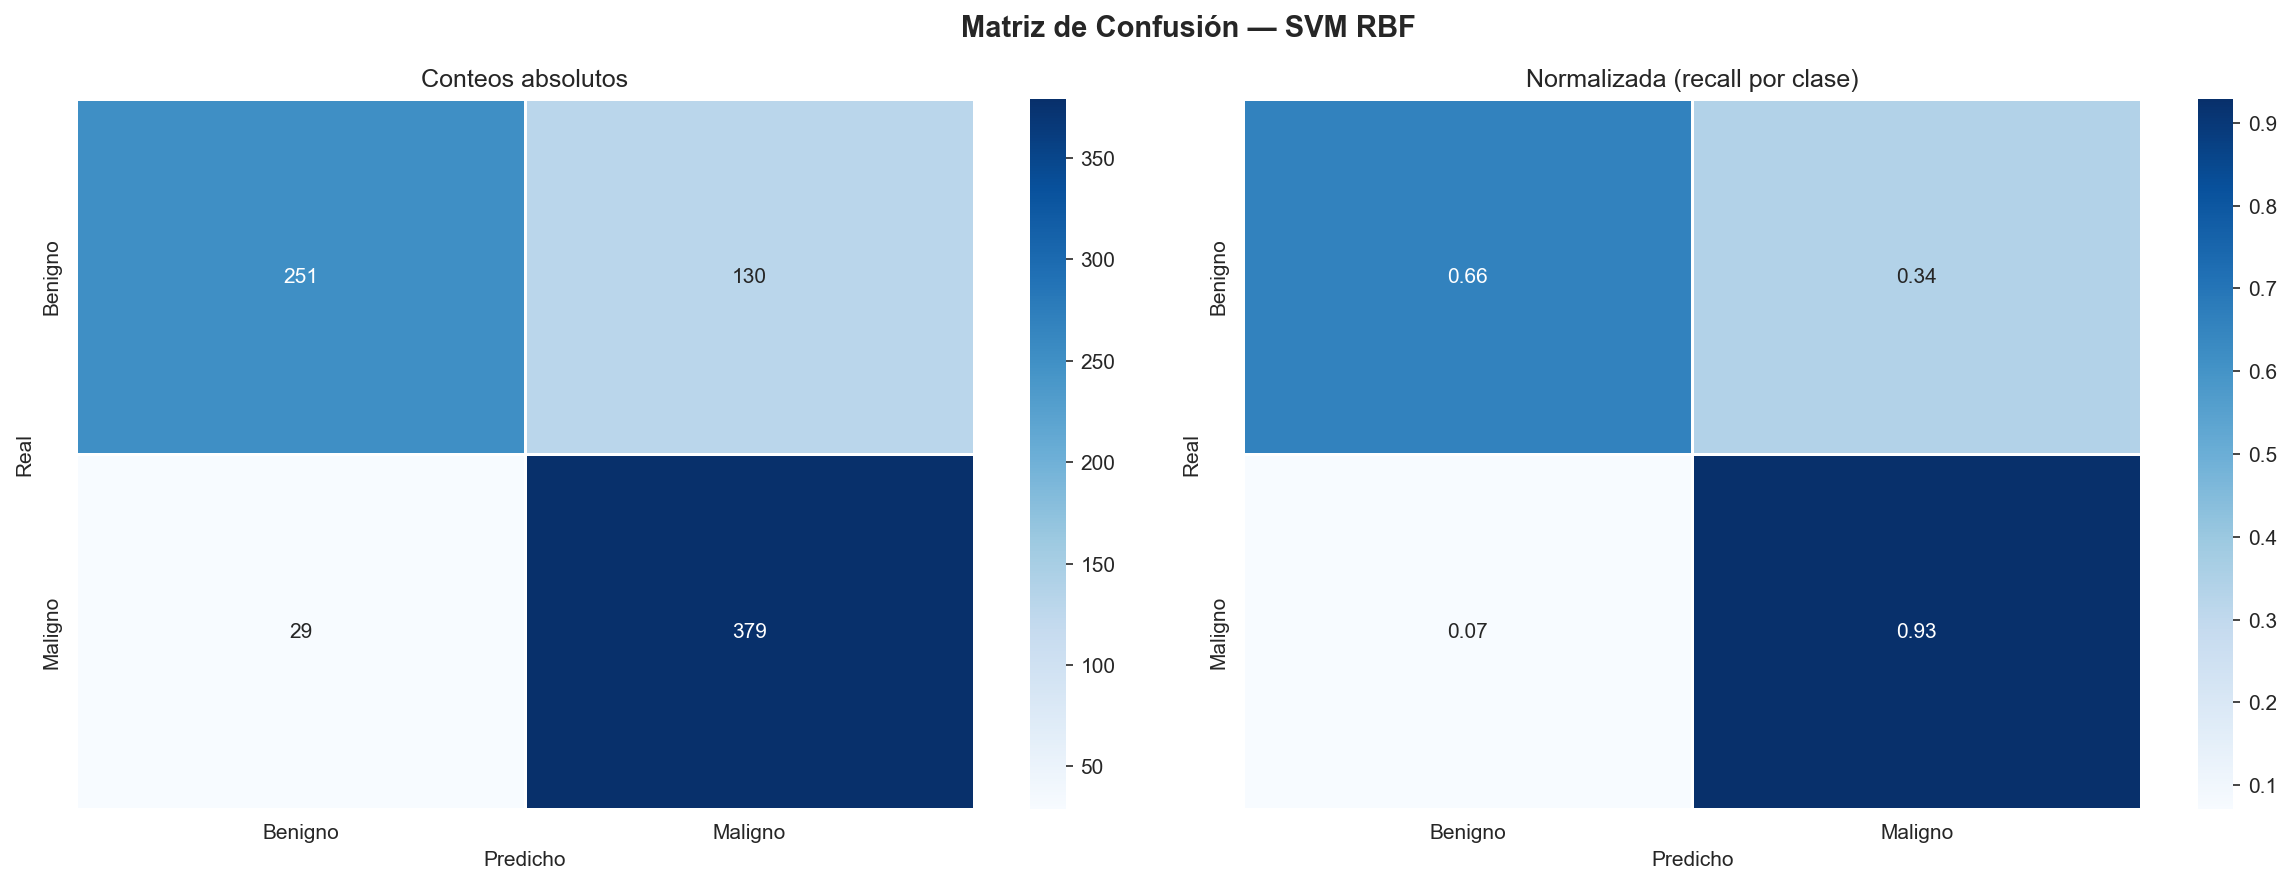 Matriz de Confusión — SVM RBF
Conteos absolutos
Real
Benigno
Maligno
251
130
29
379
Benigno
Maligno
Predicho
350
300
250
200
150
100
50
Normalizada (recall por clase)
Real
Benigno
Maligno
0.66
0.34
0.07
0.93
Benigno
Maligno
Predicho
0.9
0.8
0.7
0.6
0.5
0.4
0.3
0.2
0.1